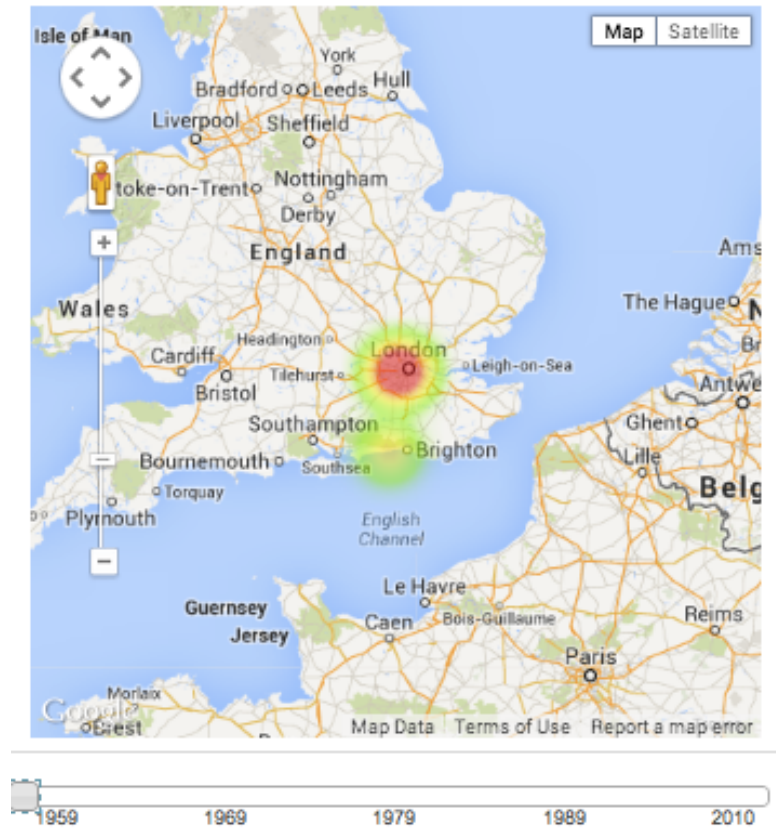 Isle of Man
Map Satellite
York
Hull
Bradford Leeds
Liverpool
Sheffield
toke-on-Trent
Nottingham
Derby
England
Ams
The Hague
N
Wales
Headington
Br
Cardiff
London
Leigh-on-Sea
Tilehurst
Antwe
Bristol
Southampton
Ghent
Brighton
Lille
Bournemouth
Southsea
Belg
Torquay
Plymouth
English
Channel
Le Havre
Guernsey
Bois-Guillaume
Reims
Caen
Jersey
Paris
Morlaix
Google
Brest
Map Data Terms of Use Report a map error
1959 1969 1979 1989 2010